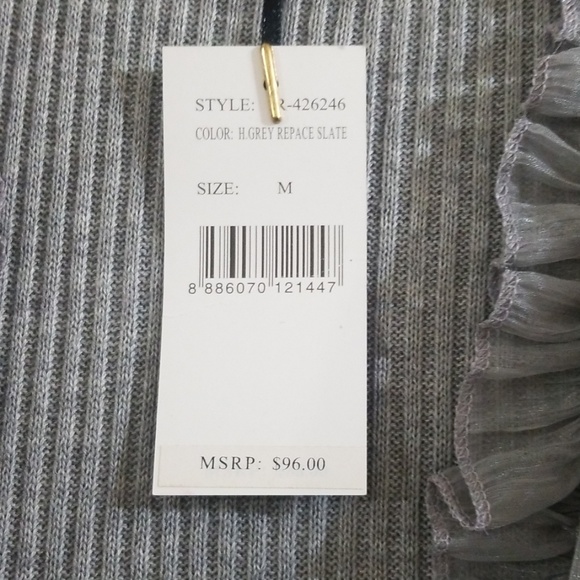 STYLE: R-426246
COLOR: H.GREY REPACE SLATE
SIZE: M
8 886070 121447
MSRP: $96.00